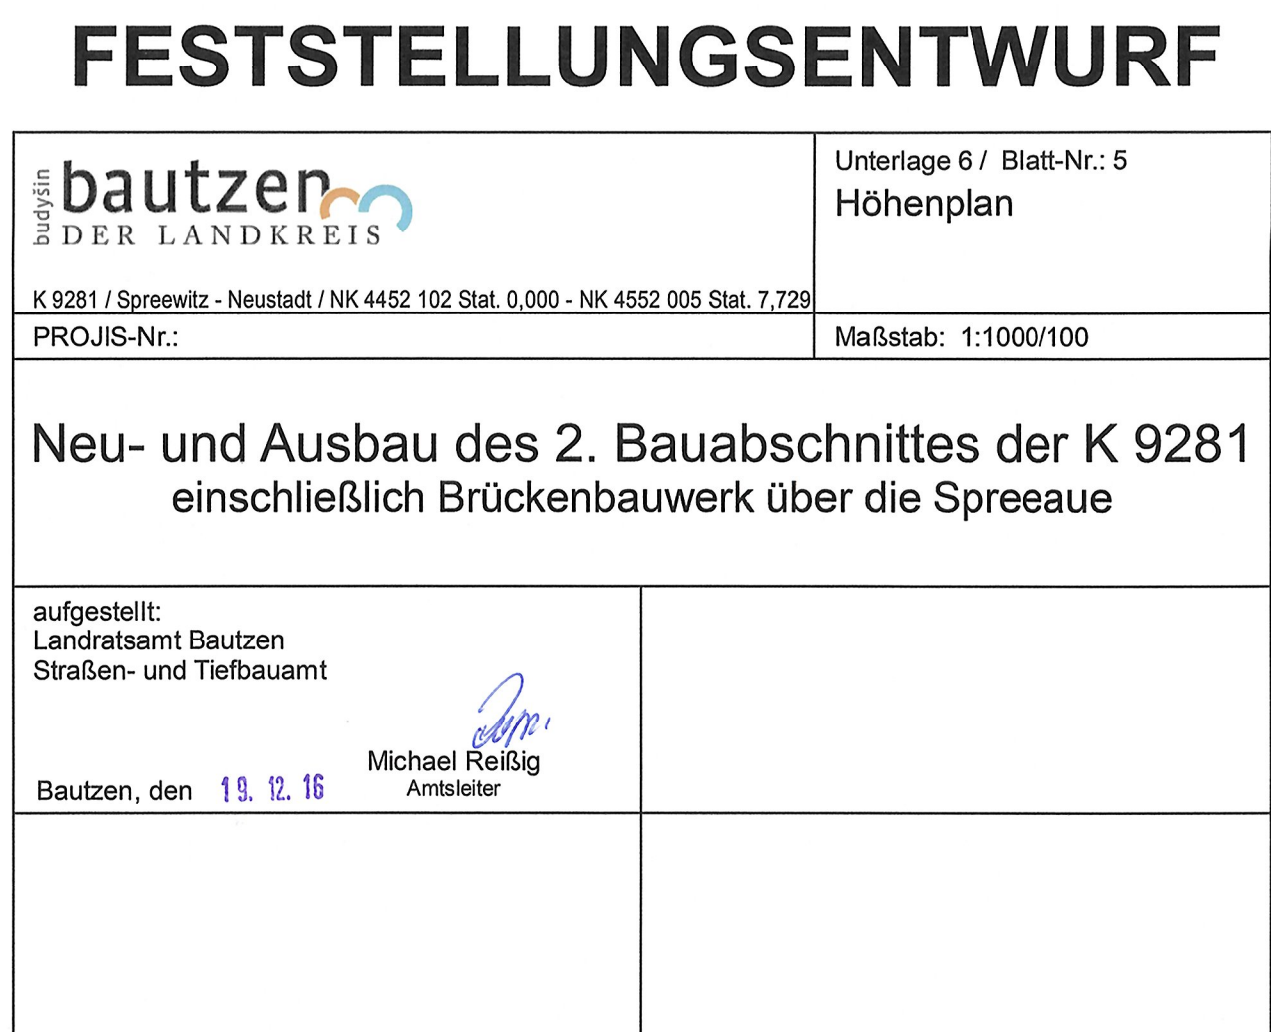 FESTSTELLUNGSENTWURF
budyšin
bautzen
DER LANDKREIS
K 9281 / Spreewitz - Neustadt / NK 4452 102 Stat. 0,000 - NK 4552 005 Stat. 7,729
Unterlage 6 / Blatt-Nr.: 5
Höhenplan
PROJIS-Nr.:
Maßstab: 1:1000/100
Neu- und Ausbau des 2. Bauabschnittes der K 9281
einschließlich Brückenbauwerk über die Spreeaue
aufgestellt:
Landratsamt Bautzen
Straßen- und Tiefbauamt
Michael Reißig
Amtsleiter
Bautzen, den 19. 12. 16